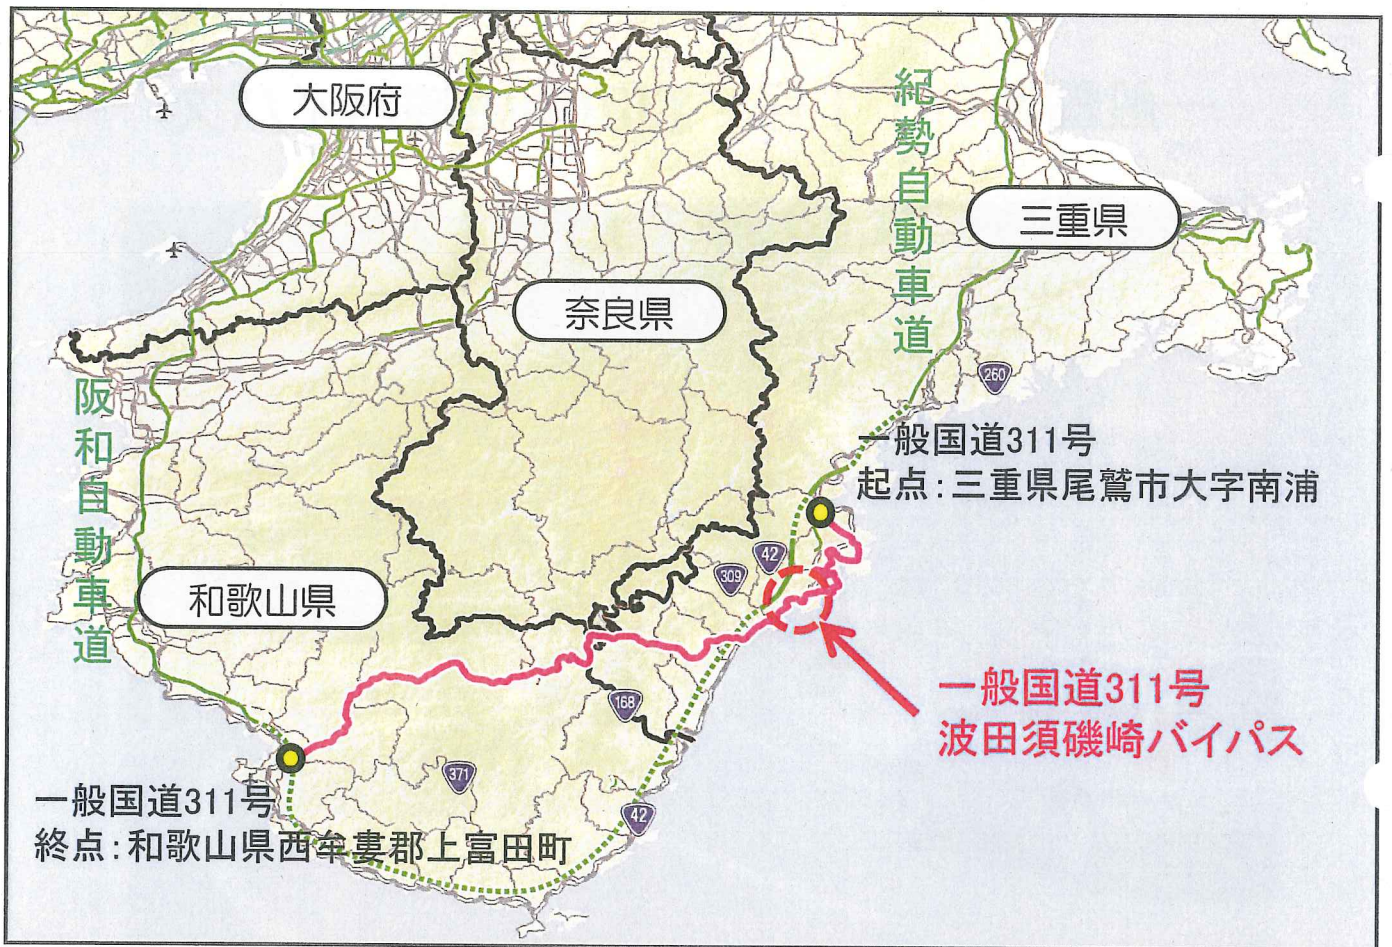 大阪府
紀勢自動車道
三重県
奈良県
260
阪和自動車道
一般国道311号
起点:三重県尾鷲市大字南浦
42
309
和歌山県
一般国道311号
波田須磯崎バイパス
168
371
42
一般国道311号
終点:和歌山県西牟婁郡上富田町